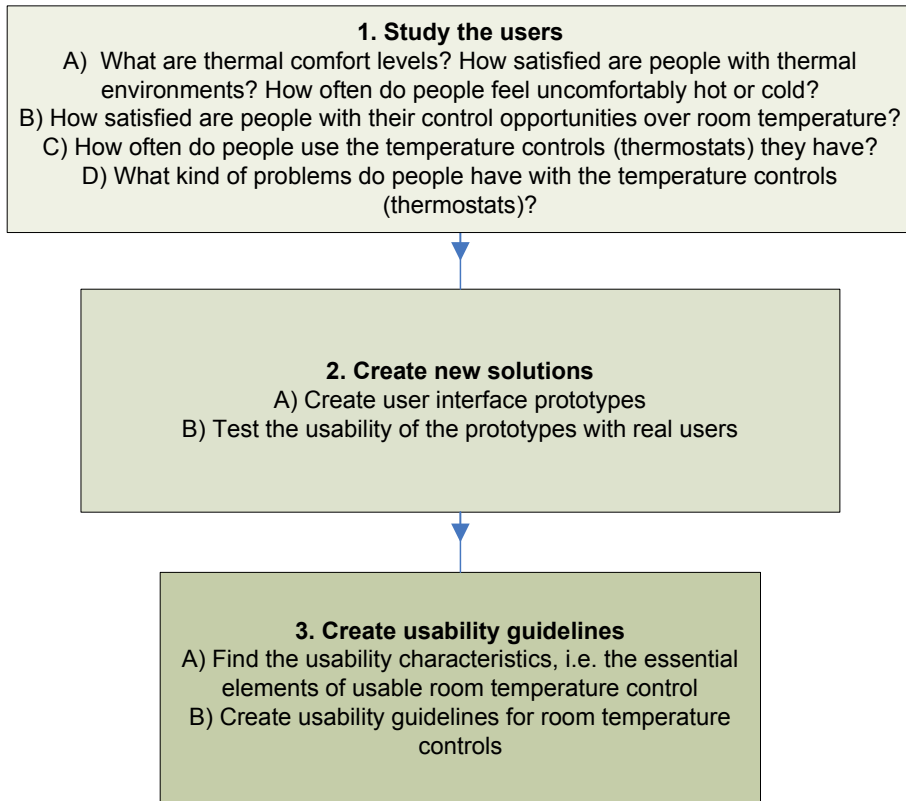 1. Study the users
A) What are thermal comfort levels? How satisfied are people with thermal
environments? How often do people feel uncomfortably hot or cold?
B) How satisfied are people with their control opportunities over room temperature?
C) How often do people use the temperature controls (thermostats) they have?
D) What kind of problems do people have with the temperature controls
(thermostats)?
2. Create new solutions
A) Create user interface prototypes
B) Test the usability of the prototypes with real users
3. Create usability guidelines
A) Find the usability characteristics, i.e. the essential
elements of usable room temperature control
B) Create usability guidelines for room temperature
controls